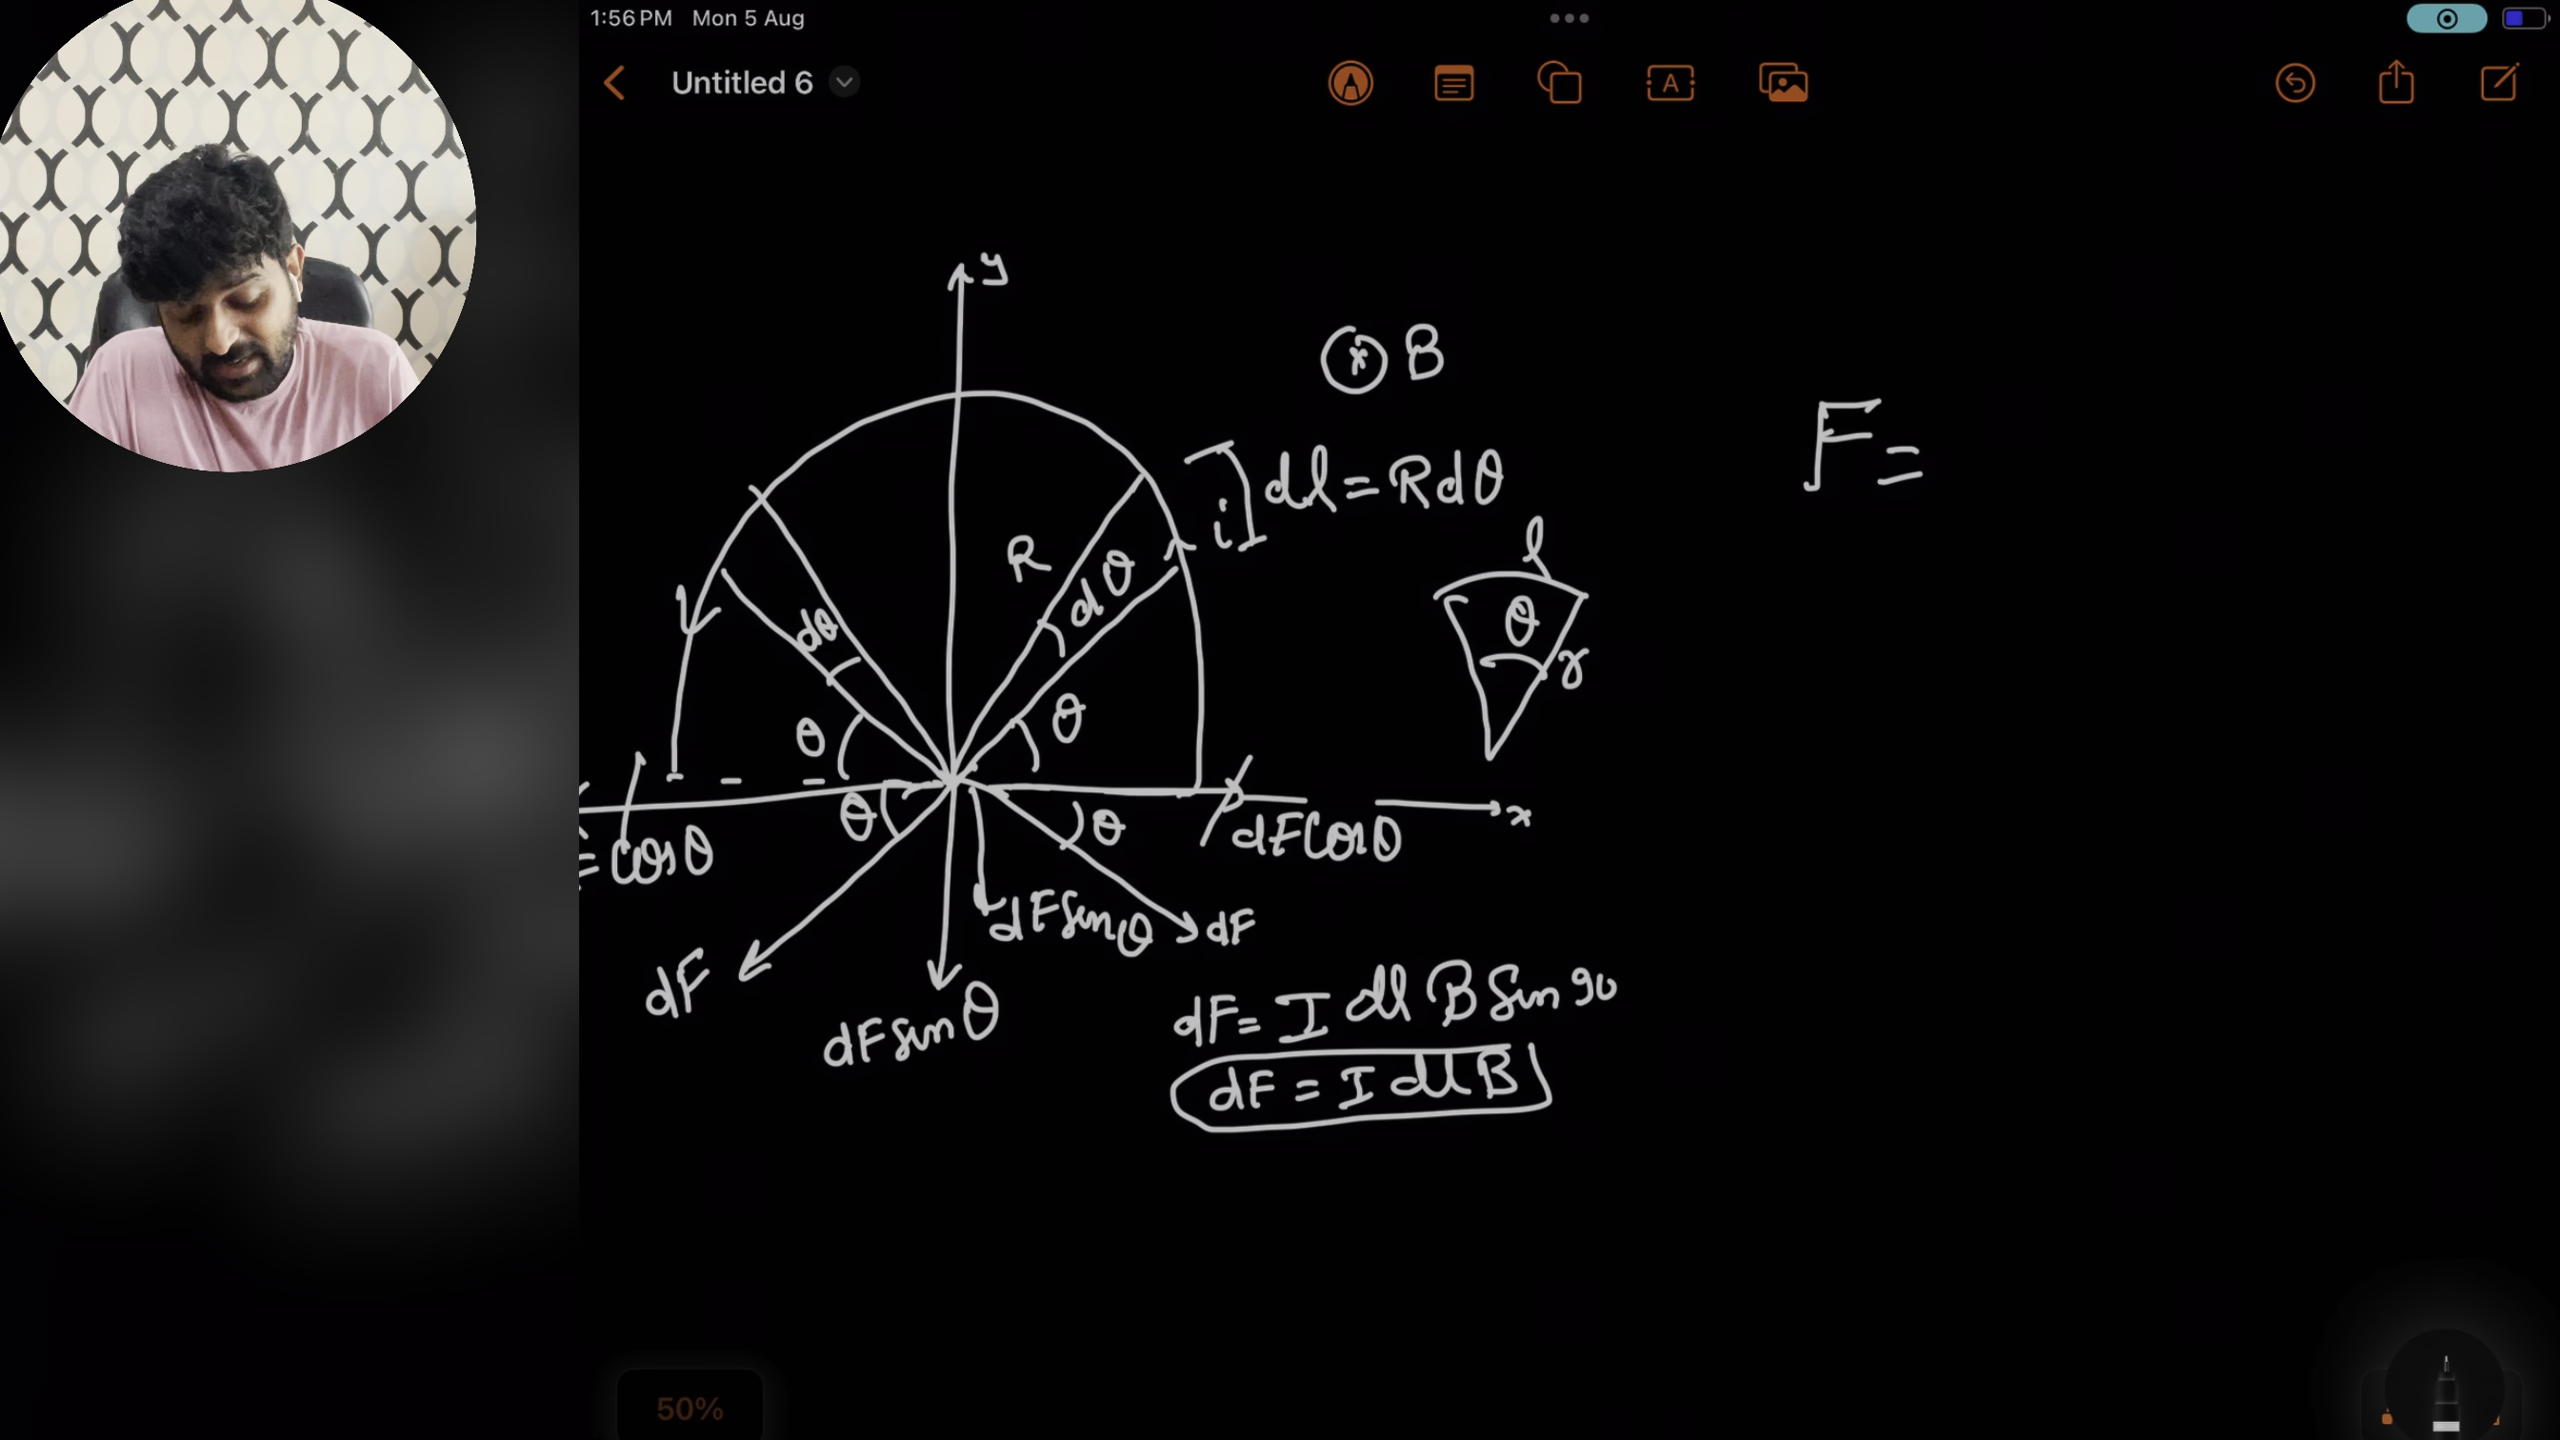 1:56 PM Mon 5 Aug
Untitled 6
A
y
B
dl = Rdθ
i
F =
R
dθ
dθ
l
θ
r
θ
θ
θ
θ
x
= Cosθ
dFCosθ
dFSinθ
dF
dF
dFsinθ
dF = I dl B Sin 90
dF = I dl B
50%